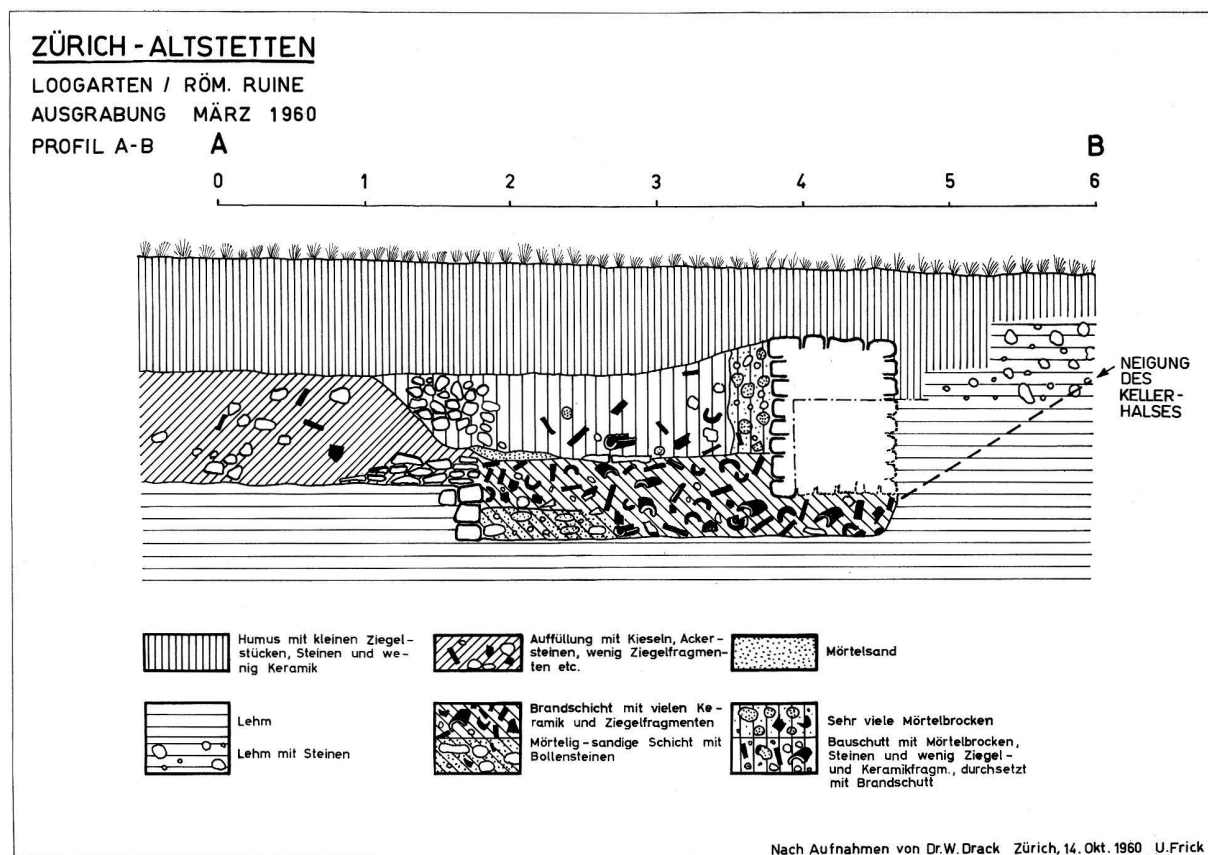 ZÜRICH - ALTSTETTEN
LOOGARTEN / RÖM. RUINE
AUSGRABUNG MÄRZ 1960
PROFIL A-B A B
0 1 2 3 4 5 6
NEIGUNG
DES
KELLER-
HALSES
Humus mit kleinen Ziegel-
stücken, Steinen und we-
nig Keramik
Auffüllung mit Kieseln, Acker-
steinen, wenig Ziegelfragmen-
ten etc.
Mörtelsand
Lehm
Lehm mit Steinen
Brandschicht mit vielen Ke-
ramik und Ziegelfragmenten
Mörtelig-sandige Schicht mit
Bollensteinen
Sehr viele Mörtelbrocken
Bauschutt mit Mörtelbrocken,
Steinen und wenig Ziegel-
und Keramikfragm., durchsetzt
mit Brandschutt
Nach Aufnahmen von Dr.W.Drack Zürich, 14. Okt. 1960 U.Frick